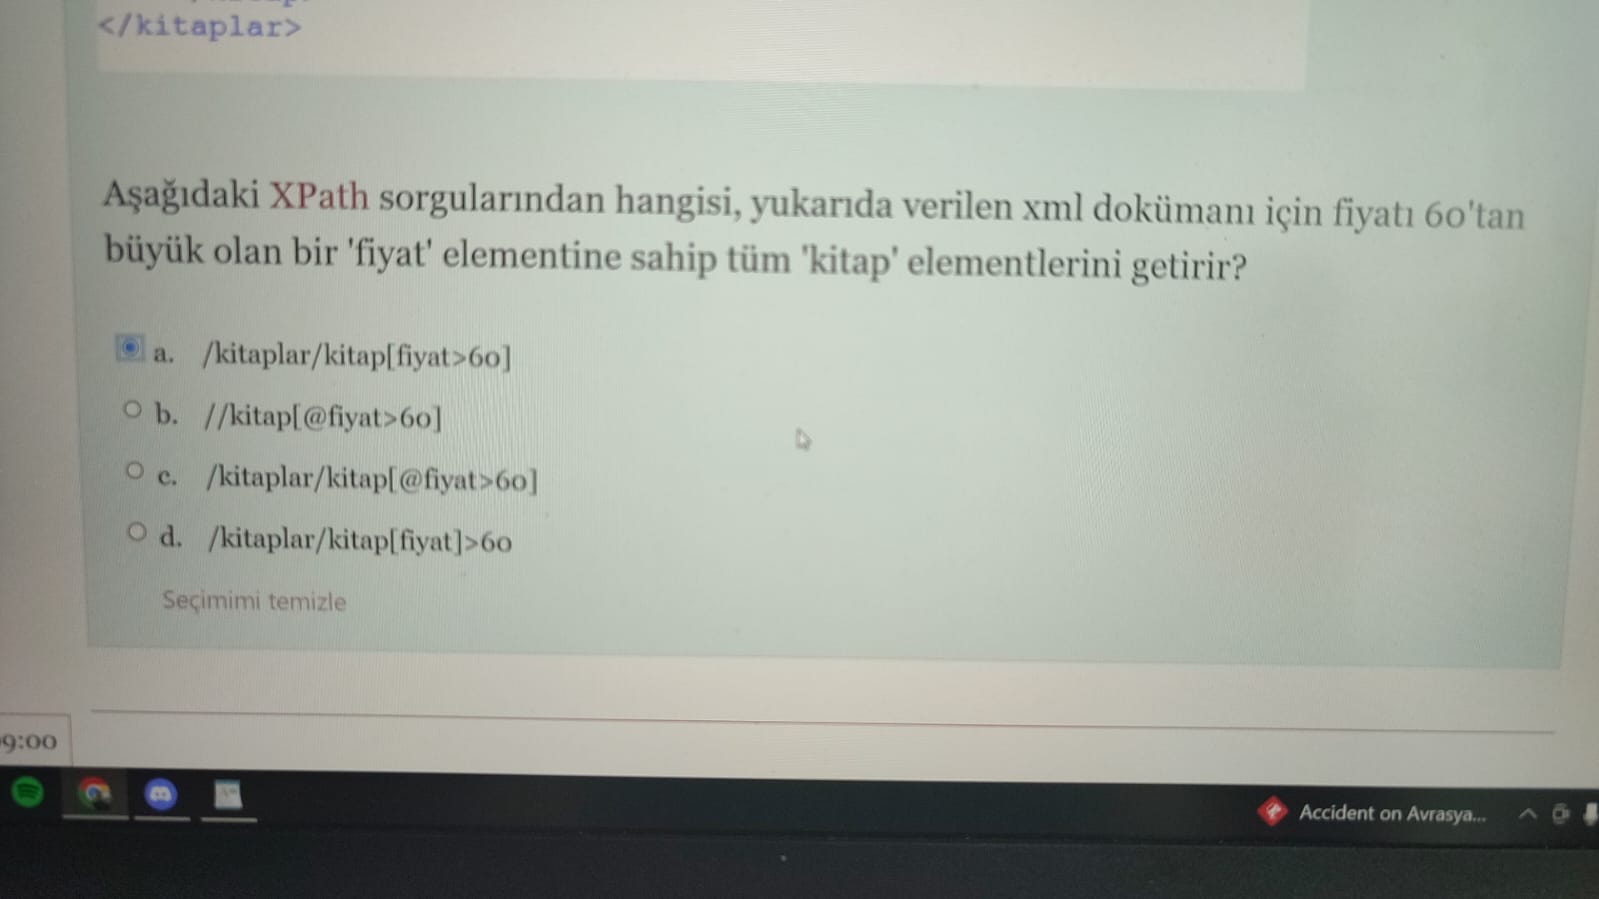 </kitaplar>
Aşağıdaki XPath sorgularından hangisi, yukarıda verilen xml dokümanı için fiyatı 60'tan
büyük olan bir 'fiyat' elementine sahip tüm 'kitap' elementlerini getirir?
a. /kitaplar/kitap[fiyat>60]
b. //kitap[@fiyat>60]
c. /kitaplar/kitap[@fiyat>60]
d. /kitaplar/kitap[fiyat]>60
Seçimimi temizle
9:00
Accident on Avrasya...